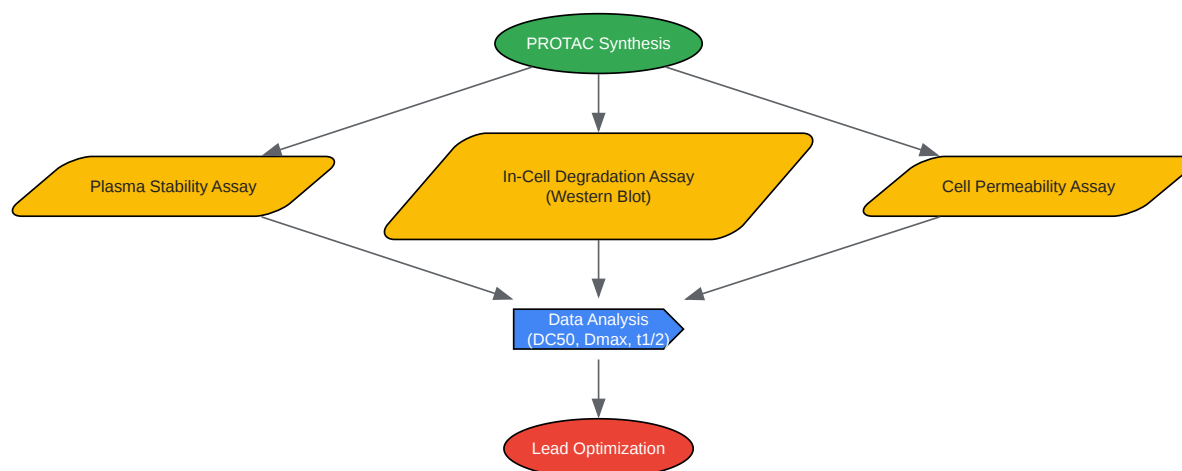 PROTAC Synthesis
Plasma Stability Assay
In-Cell Degradation Assay
(Western Blot)
Cell Permeability Assay
Data Analysis
(DC50, Dmax, t1/2)
Lead Optimization